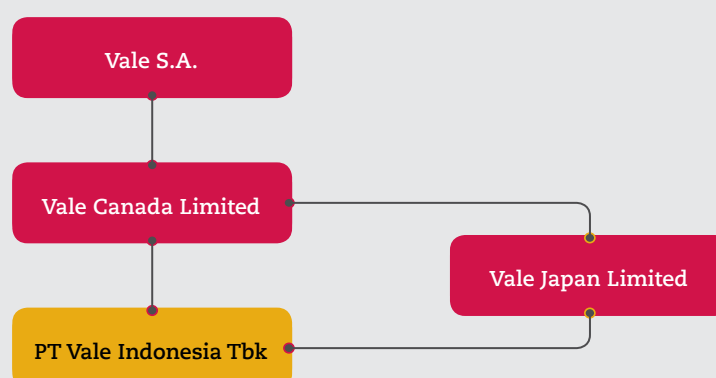 Vale S.A.
Vale Canada Limited
Vale Japan Limited
PT Vale Indonesia Tbk